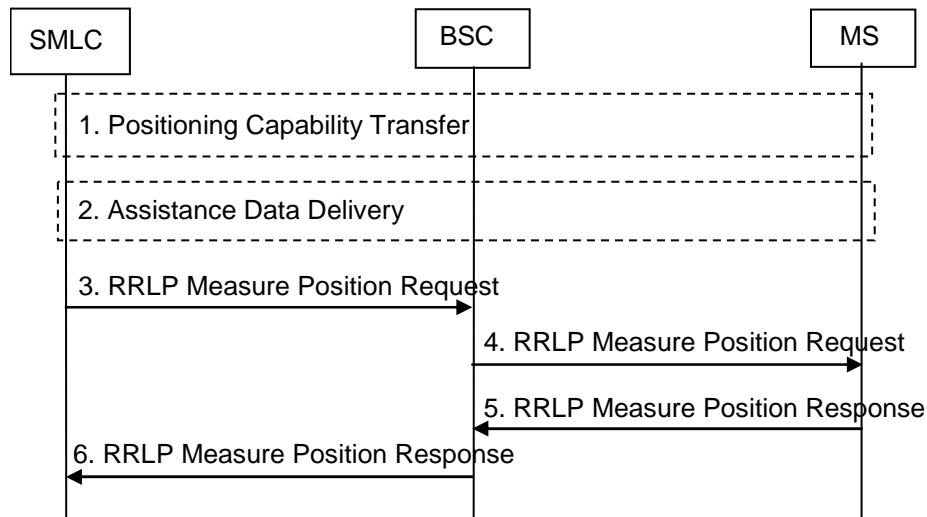 SMLC
BSC
MS
1. Positioning Capability Transfer
2. Assistance Data Delivery
3. RRLP Measure Position Request
4. RRLP Measure Position Request
5. RRLP Measure Position Response
6. RRLP Measure Position Response